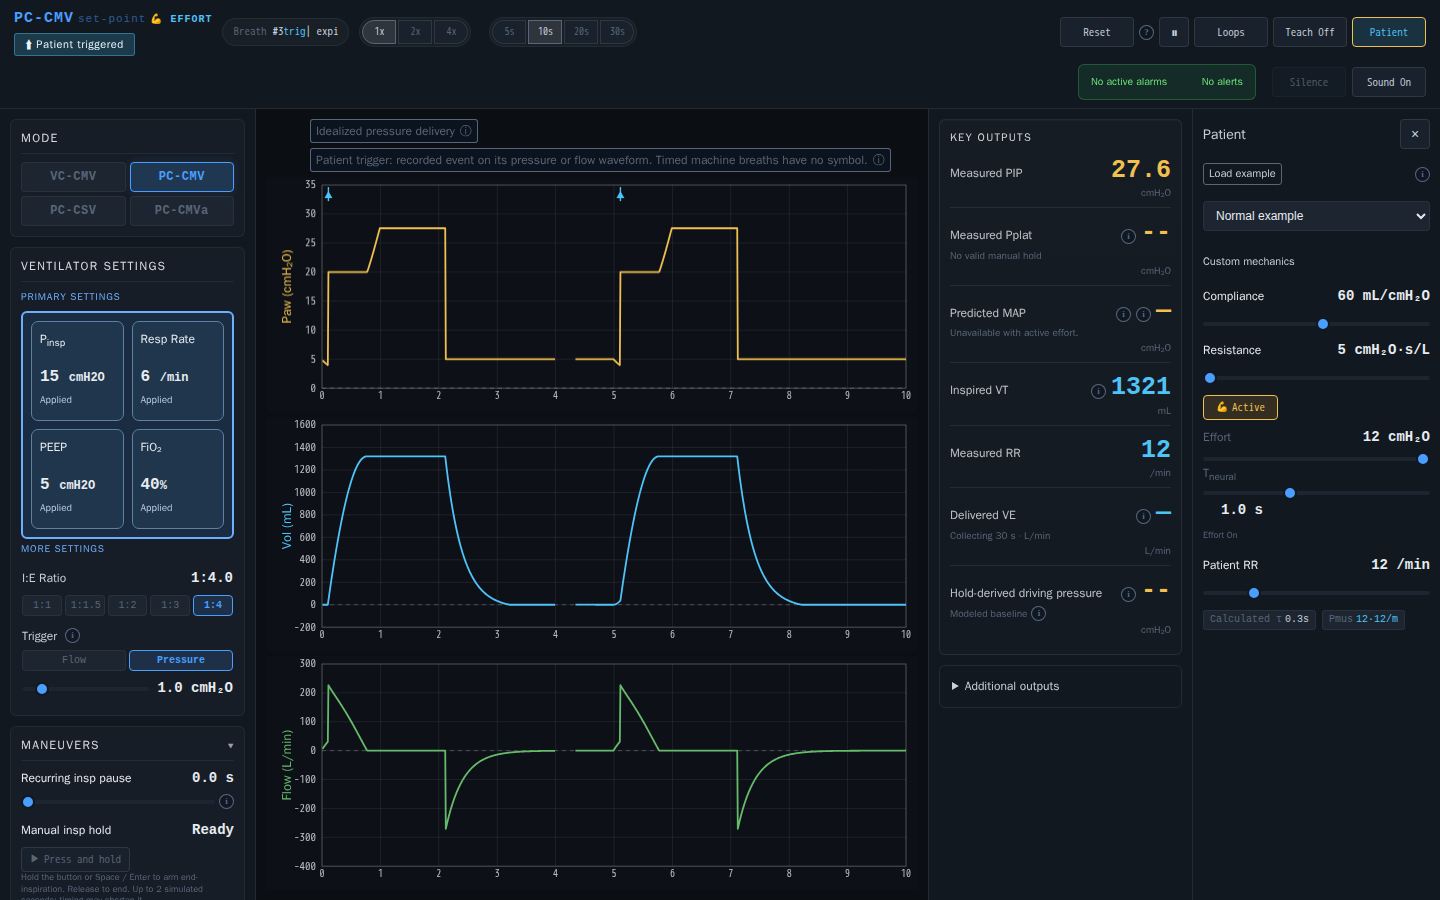 PC-CMV set-point 💪 EFFORT
⬆ Patient triggered
Breath #3trig| expi
1x 2x 4x
5s 10s 20s 30s
Reset ? ⏸ Loops Teach Off Patient
No active alarms No alerts
Silence Sound On
MODE
VC-CMV PC-CMV
PC-CSV PC-CMVa
VENTILATOR SETTINGS
PRIMARY SETTINGS
Pinsp
15 cmH2O
Applied
Resp Rate
6 /min
Applied
PEEP
5 cmH2O
Applied
FiO₂
40%
Applied
MORE SETTINGS
I:E Ratio 1:4.0
1:1 1:1.5 1:2 1:3 1:4
Trigger i
Flow Pressure
1.0 cmH₂O
MANEUVERS ▾
Recurring insp pause 0.0 s
i
Manual insp hold Ready
▶ Press and hold
Hold the button or Space / Enter to arm end-
inspiration. Release to end. Up to 2 simulated
seconds; timing may shorten it.
Idealized pressure delivery ⓘ
Patient trigger: recorded event on its pressure or flow waveform. Timed machine breaths have no symbol. ⓘ
Paw (cmH₂O)
35
30
25
20
15
10
5
0
0 1 2 3 4 5 6 7 8 9 10
Vol (mL)
1600
1400
1200
1000
800
600
400
200
0
-200
0 1 2 3 4 5 6 7 8 9 10
Flow (L/min)
300
200
100
0
-100
-200
-300
-400
0 1 2 3 4 5 6 7 8 9 10
KEY OUTPUTS
Measured PIP 27.6
cmH₂O
Measured Pplat i --
No valid manual hold
cmH₂O
Predicted MAP i i —
Unavailable with active effort.
cmH₂O
Inspired VT i 1321
mL
Measured RR 12
/min
Delivered VE i —
Collecting 30 s · L/min
L/min
Hold-derived driving pressure i --
Modeled baseline i
cmH₂O
▶ Additional outputs
Patient ×
Load example i
Normal example
Custom mechanics
Compliance 60 mL/cmH₂O
Resistance 5 cmH₂O·s/L
💪 Active
Effort 12 cmH₂O
Tneural
1.0 s
Effort On
Patient RR 12 /min
Calculated τ 0.3s Pmus 12·12/m